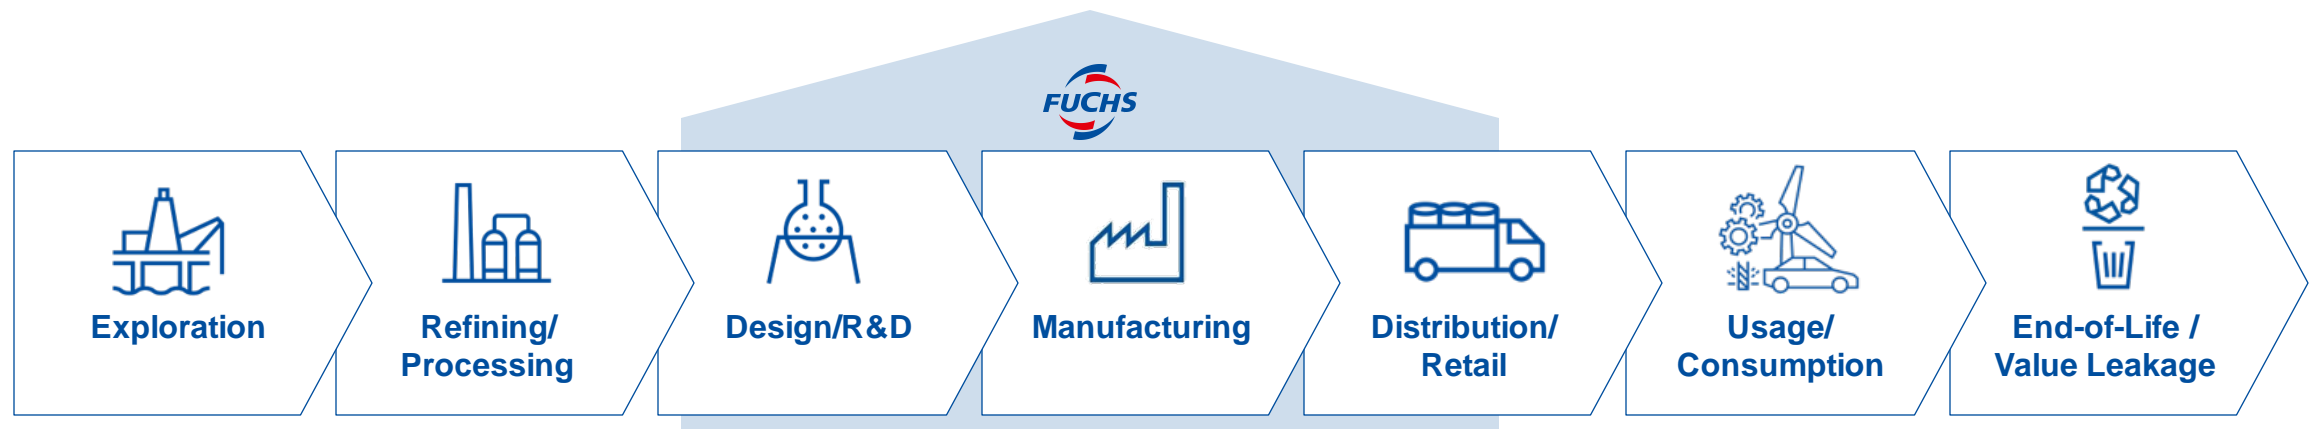 FUCHS
Exploration
Refining/
Processing
Design/R&D
Manufacturing
Distribution/
Retail
Usage/
Consumption
End-of-Life /
Value Leakage